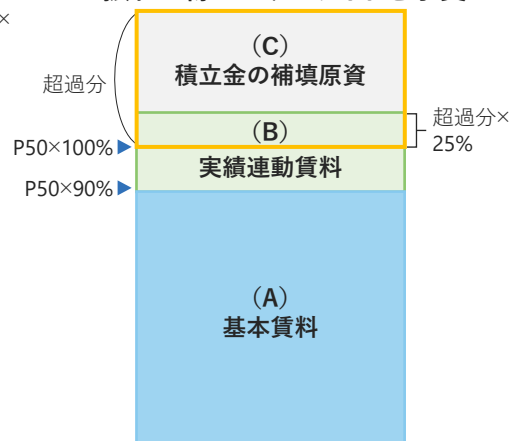 ×
(C)
積立金の補填原資
超過分
(B)
超過分×
25%
P50×100%
実績連動賃料
P50×90%
(A)
基本賃料